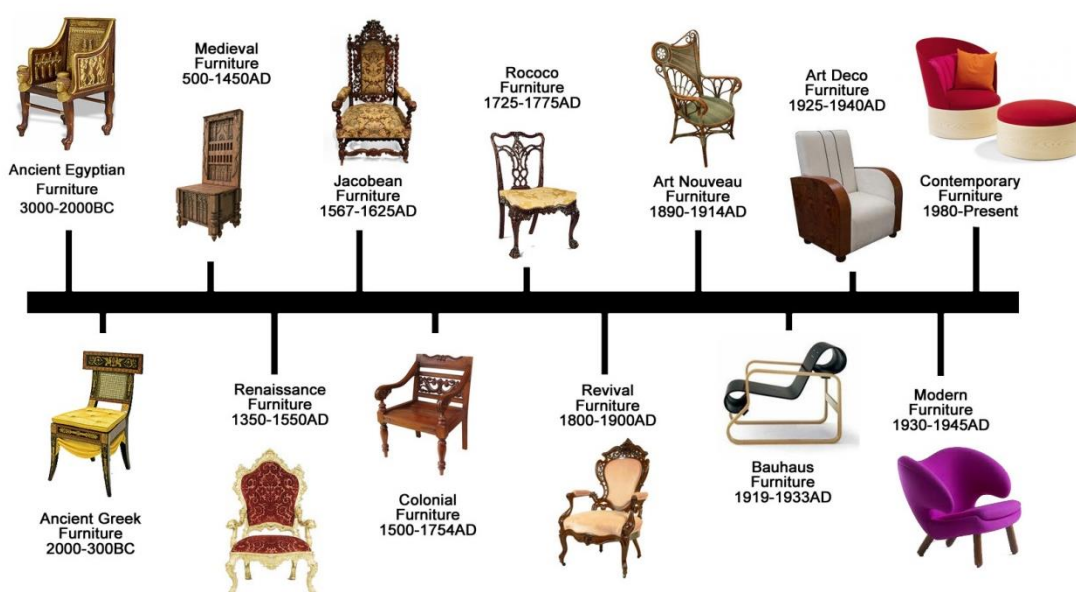 Ancient Egyptian
Furniture
3000-2000BC
Medieval
Furniture
500-1450AD
Jacobean
Furniture
1567-1625AD
Rococo
Furniture
1725-1775AD
Art Nouveau
Furniture
1890-1914AD
Art Deco
Furniture
1925-1940AD
Contemporary
Furniture
1980-Present
Ancient Greek
Furniture
2000-300BC
Renaissance
Furniture
1350-1550AD
Colonial
Furniture
1500-1754AD
Revival
Furniture
1800-1900AD
Bauhaus
Furniture
1919-1933AD
Modern
Furniture
1930-1945AD